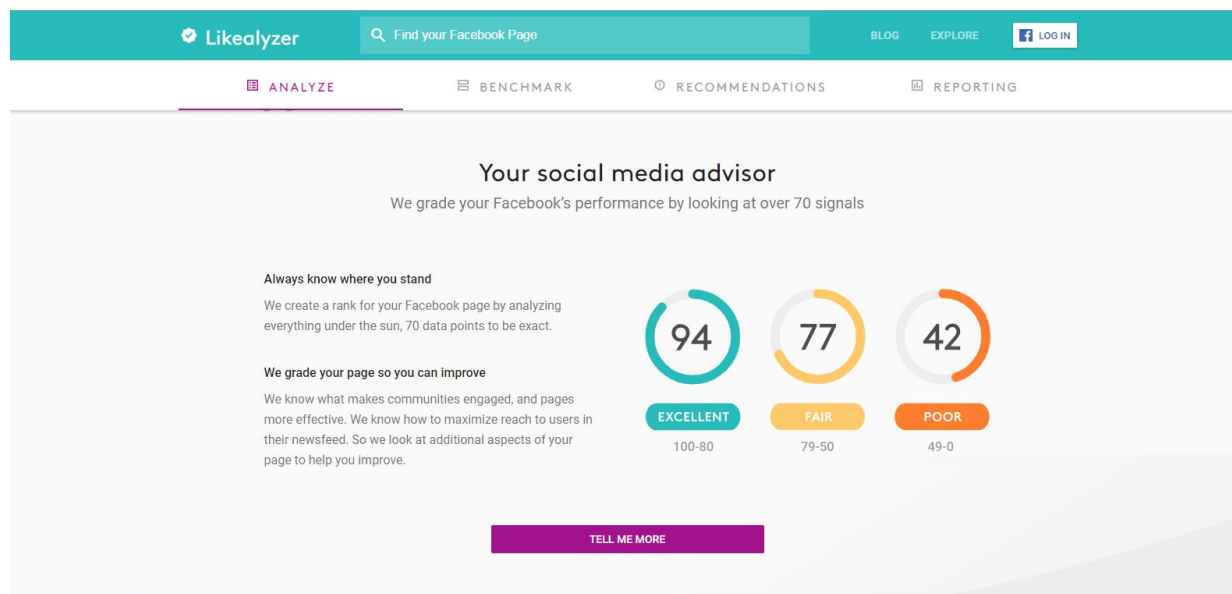 Likealyzer
Find your Facebook Page
BLOG
EXPLORE
LOG IN
ANALYZE
BENCHMARK
RECOMMENDATIONS
REPORTING
Your social media advisor
We grade your Facebook's performance by looking at over 70 signals
Always know where you stand
We create a rank for your Facebook page by analyzing
everything under the sun, 70 data points to be exact.
We grade your page so you can improve
We know what makes communities engaged, and pages
more effective. We know how to maximize reach to users in
their newsfeed. So we look at additional aspects of your
page to help you improve.
94
77
42
EXCELLENT
FAIR
POOR
100-80
79-50
49-0
TELL ME MORE